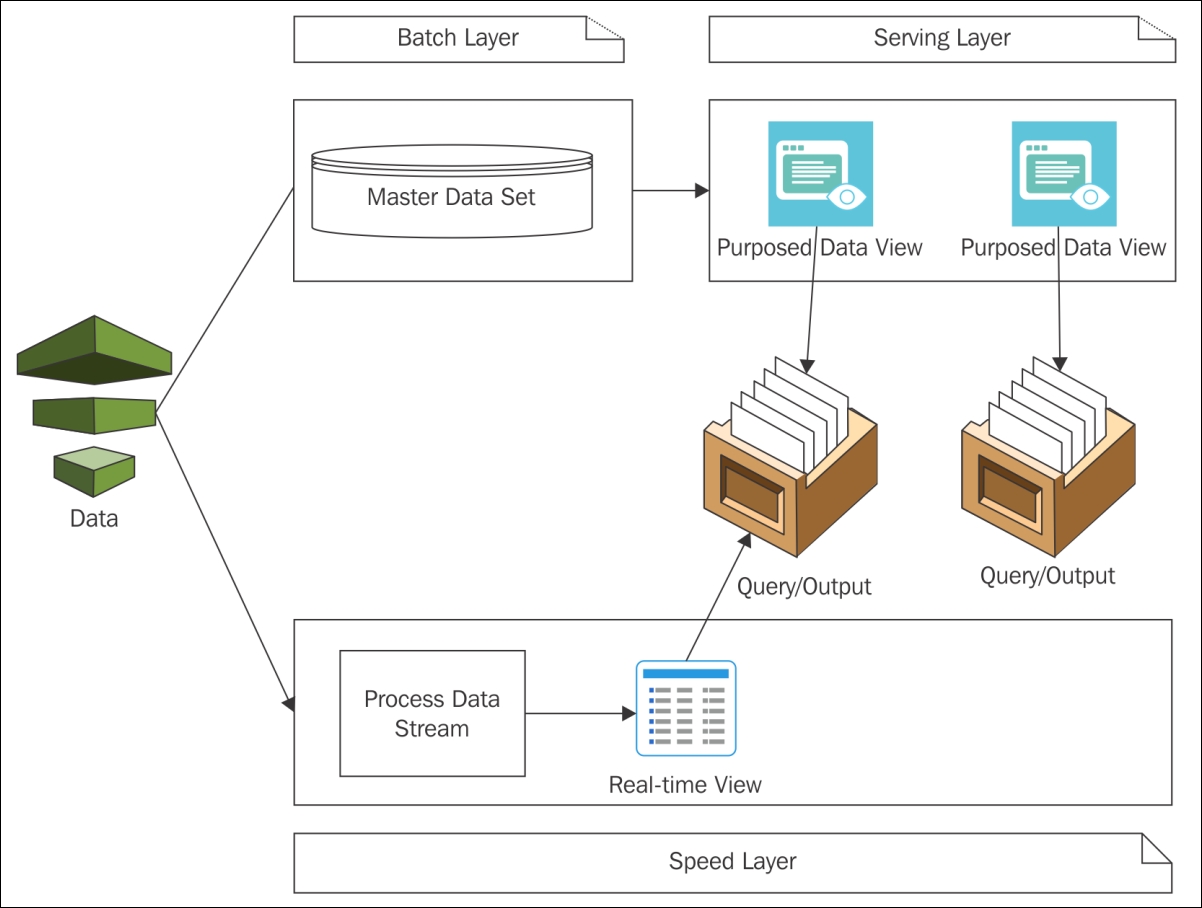 Batch Layer
Serving Layer
Master Data Set
Purposed Data View
Purposed Data View
Data
Query/Output
Query/Output
Process Data
Stream
Real-time View
Speed Layer